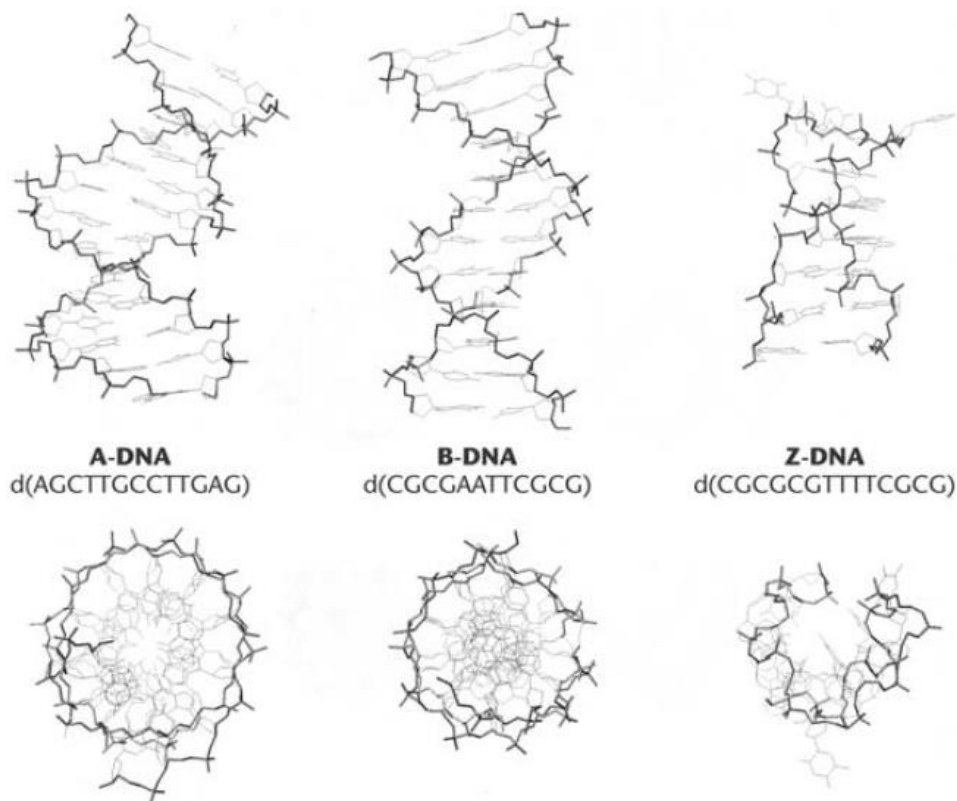 A-DNA
d(AGCTTGCCTTGAG)
B-DNA
d(CGCGAATTCGCG)
Z-DNA
d(CGCGCGTTTTCGCG)